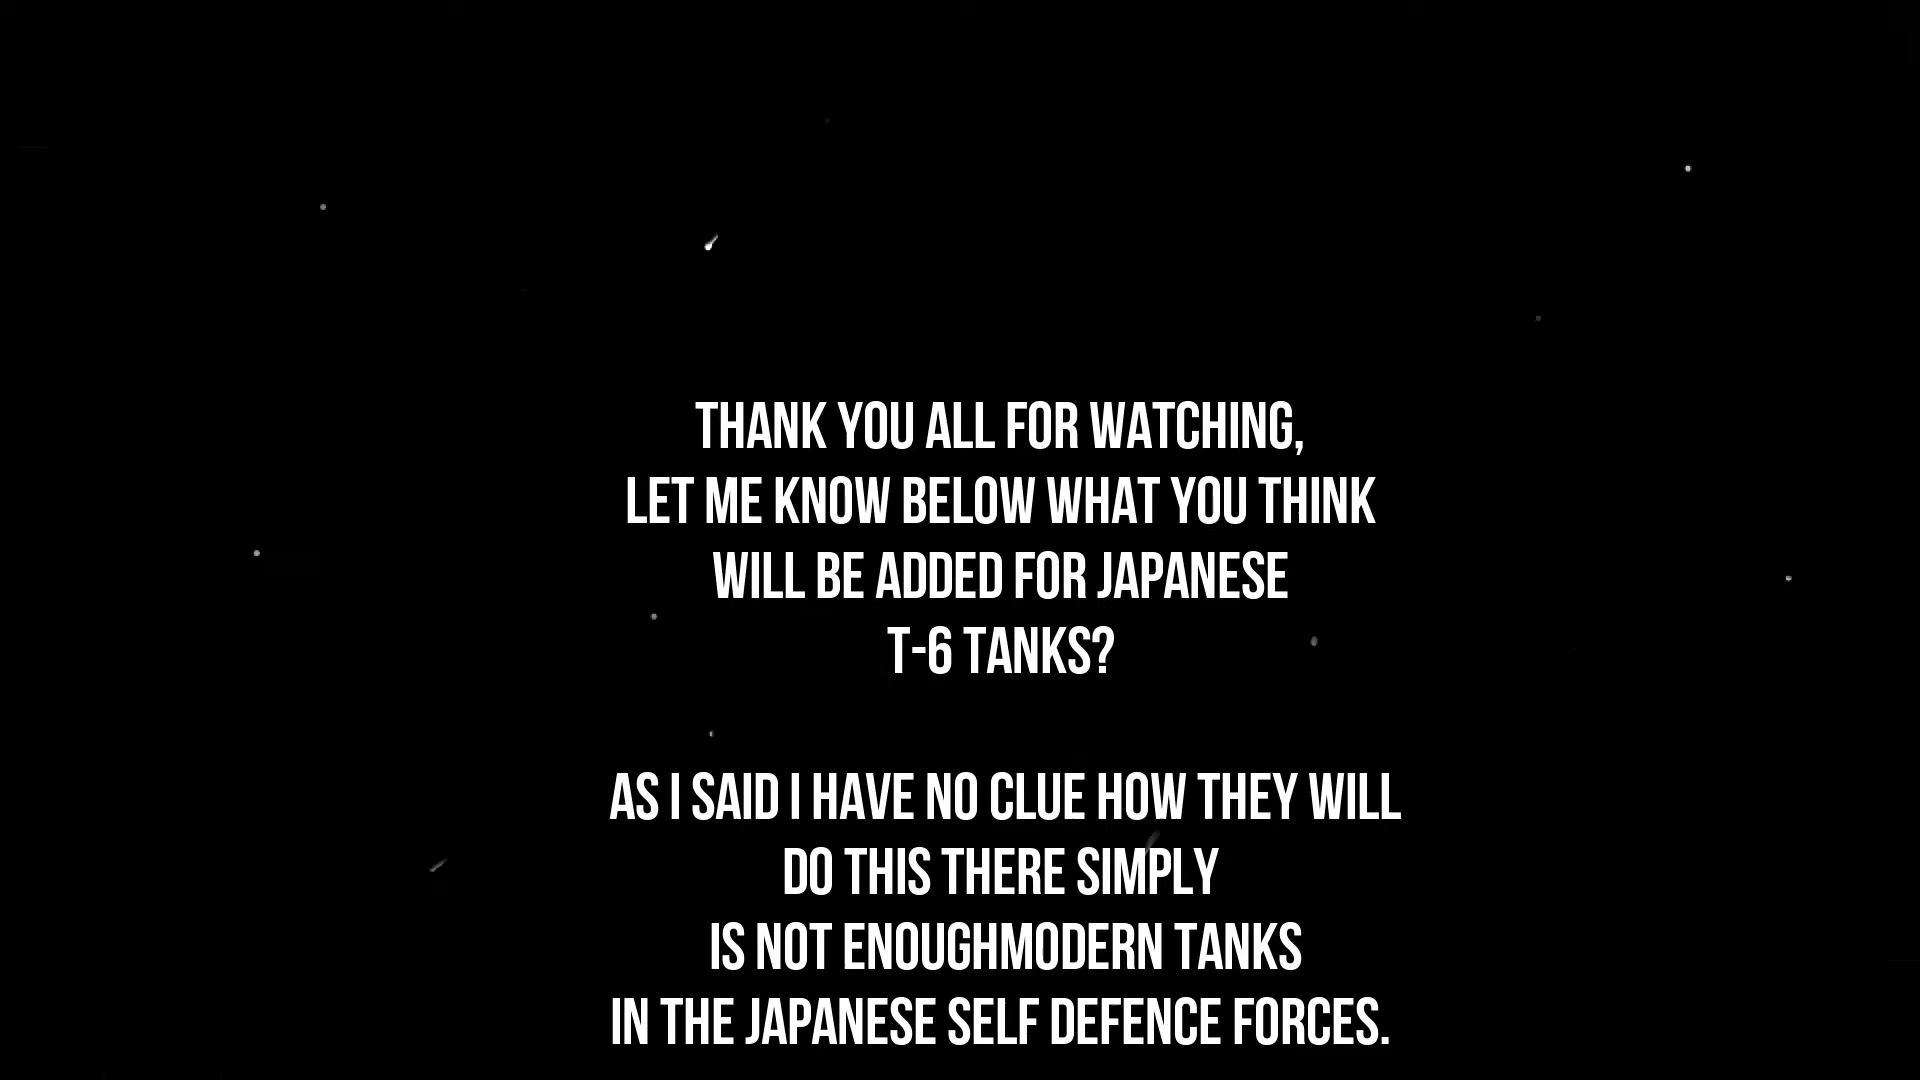 THANK YOU ALL FOR WATCHING,
LET ME KNOW BELOW WHAT YOU THINK
WILL BE ADDED FOR JAPANESE
T-6 TANKS?
AS I SAID I HAVE NO CLUE HOW THEY WILL
DO THIS THERE SIMPLY
IS NOT ENOUGHMODERN TANKS
IN THE JAPANESE SELF DEFENCE FORCES.